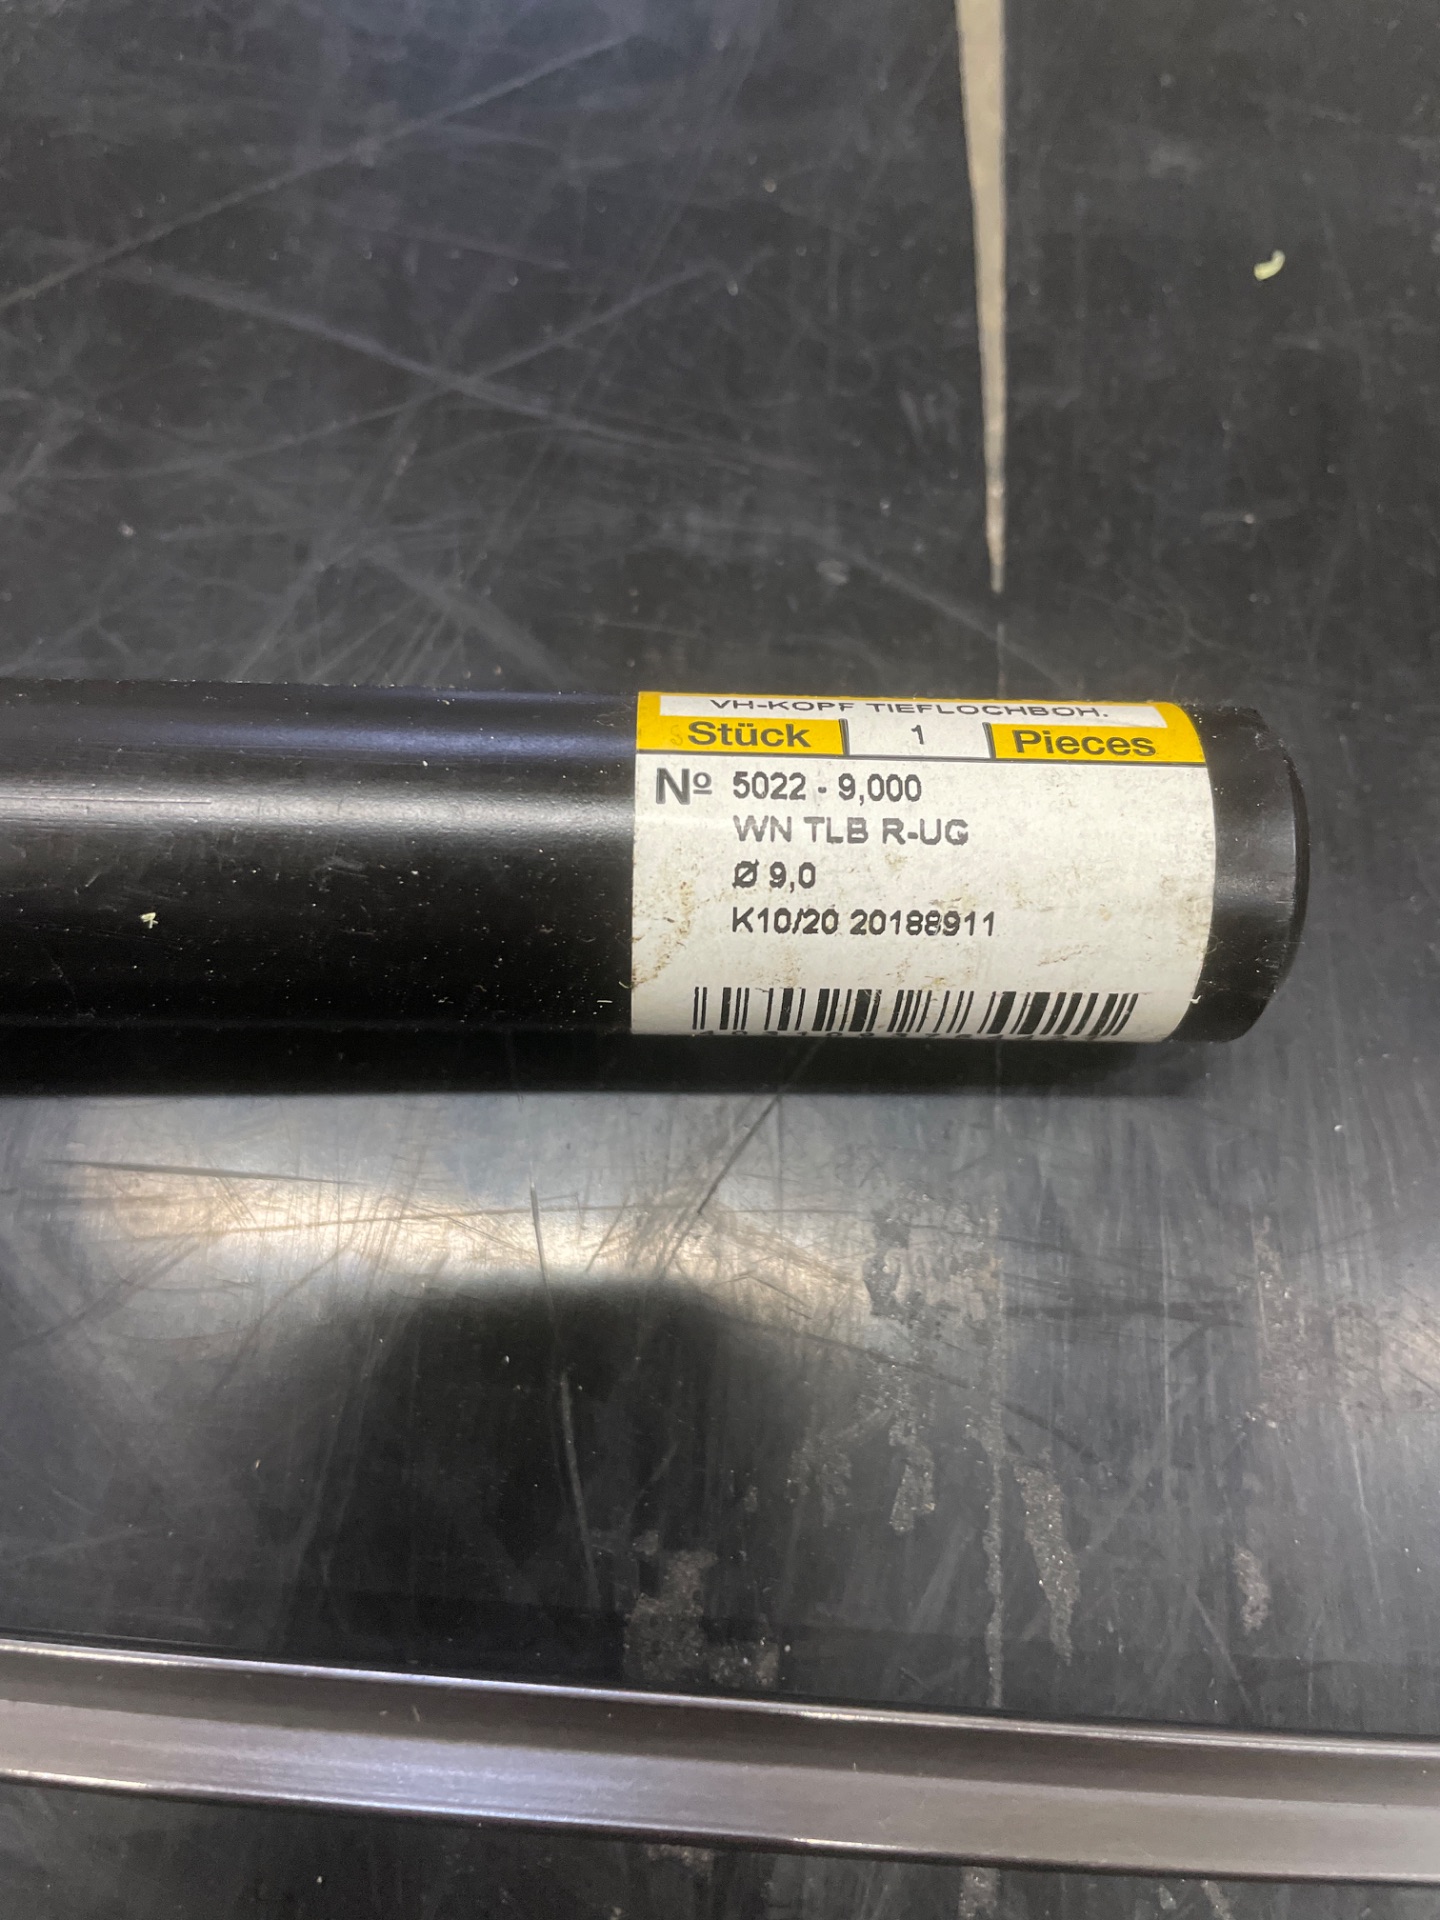 VH-KOPF TIEFLOCHBOH.
Stück 1 Pieces
Nº 5022 - 9,000
WN TLB R-UG
Ø 9,0
K10/20 20188911